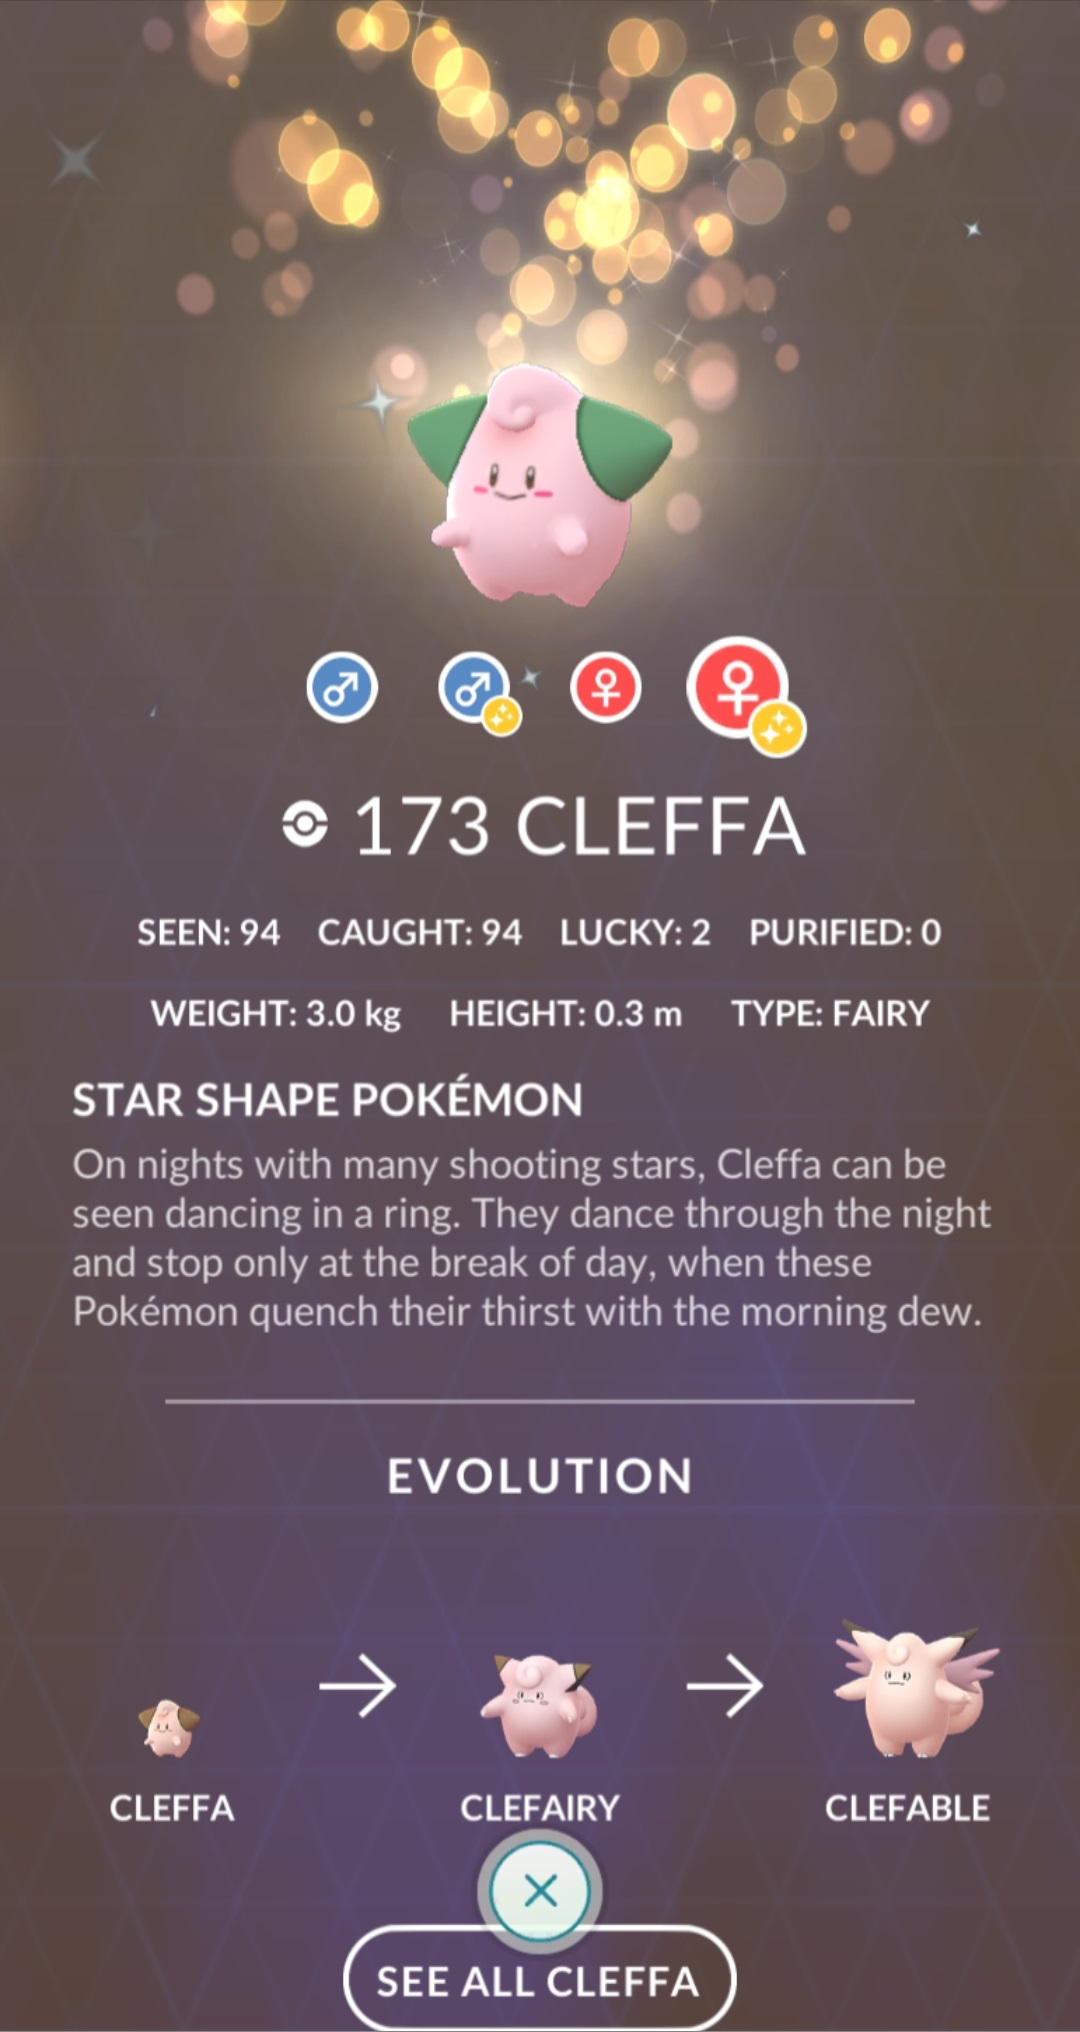 173 CLEFFA
SEEN: 94 CAUGHT: 94 LUCKY: 2 PURIFIED: 0
WEIGHT: 3.0 kg HEIGHT: 0.3 m TYPE: FAIRY
STAR SHAPE POKÉMON
On nights with many shooting stars, Cleffa can be
seen dancing in a ring. They dance through the night
and stop only at the break of day, when these
Pokémon quench their thirst with the morning dew.
EVOLUTION
CLEFFA CLEFAIRY CLEFABLE
SEE ALL CLEFFA